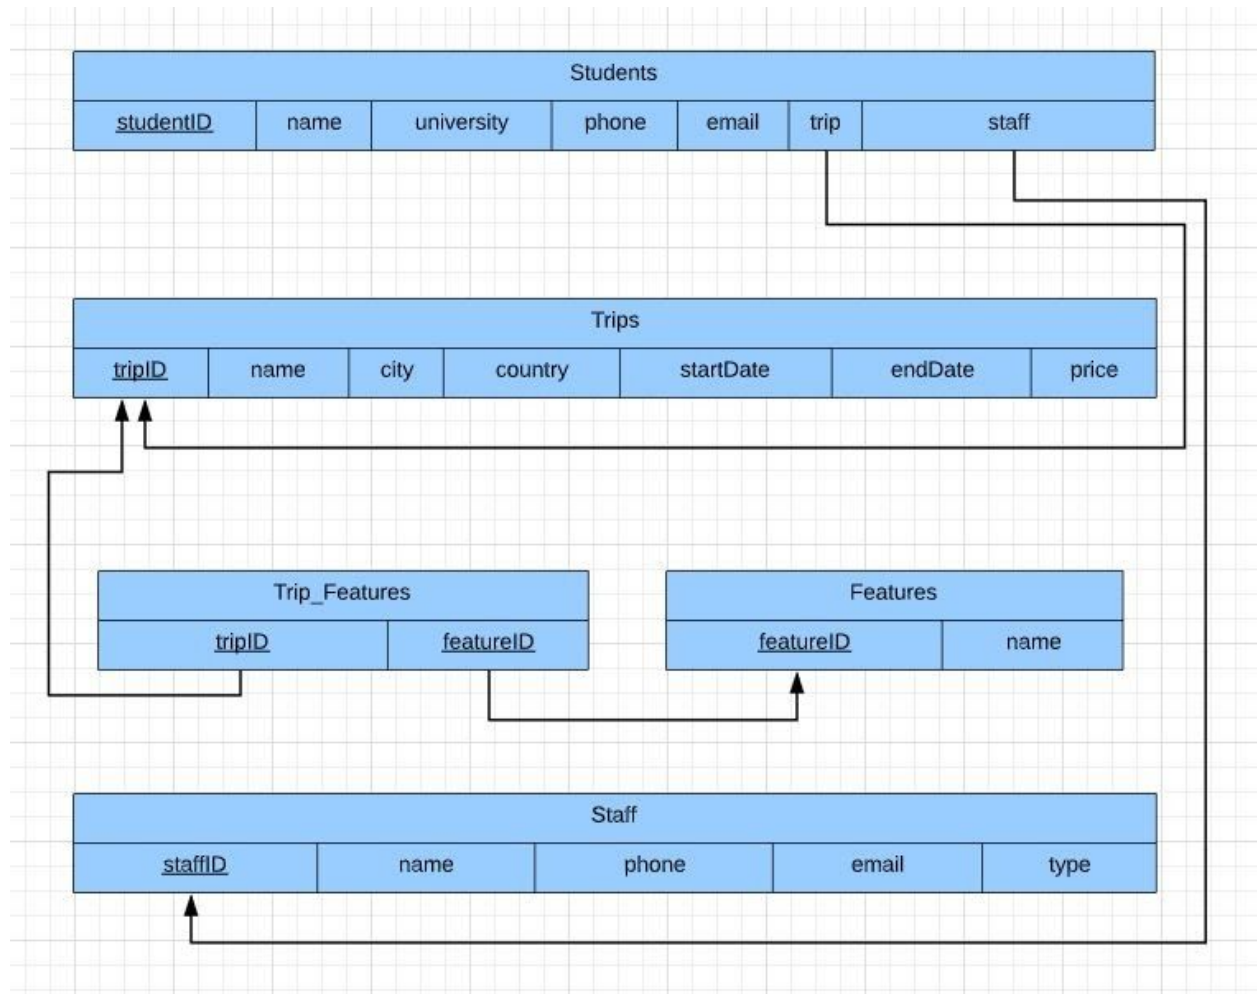 Students
studentID name university phone email trip staff
Trips
tripID name city country startDate endDate price
Trip_Features Features
tripID featureID featureID name
Staff
staffID name phone email type